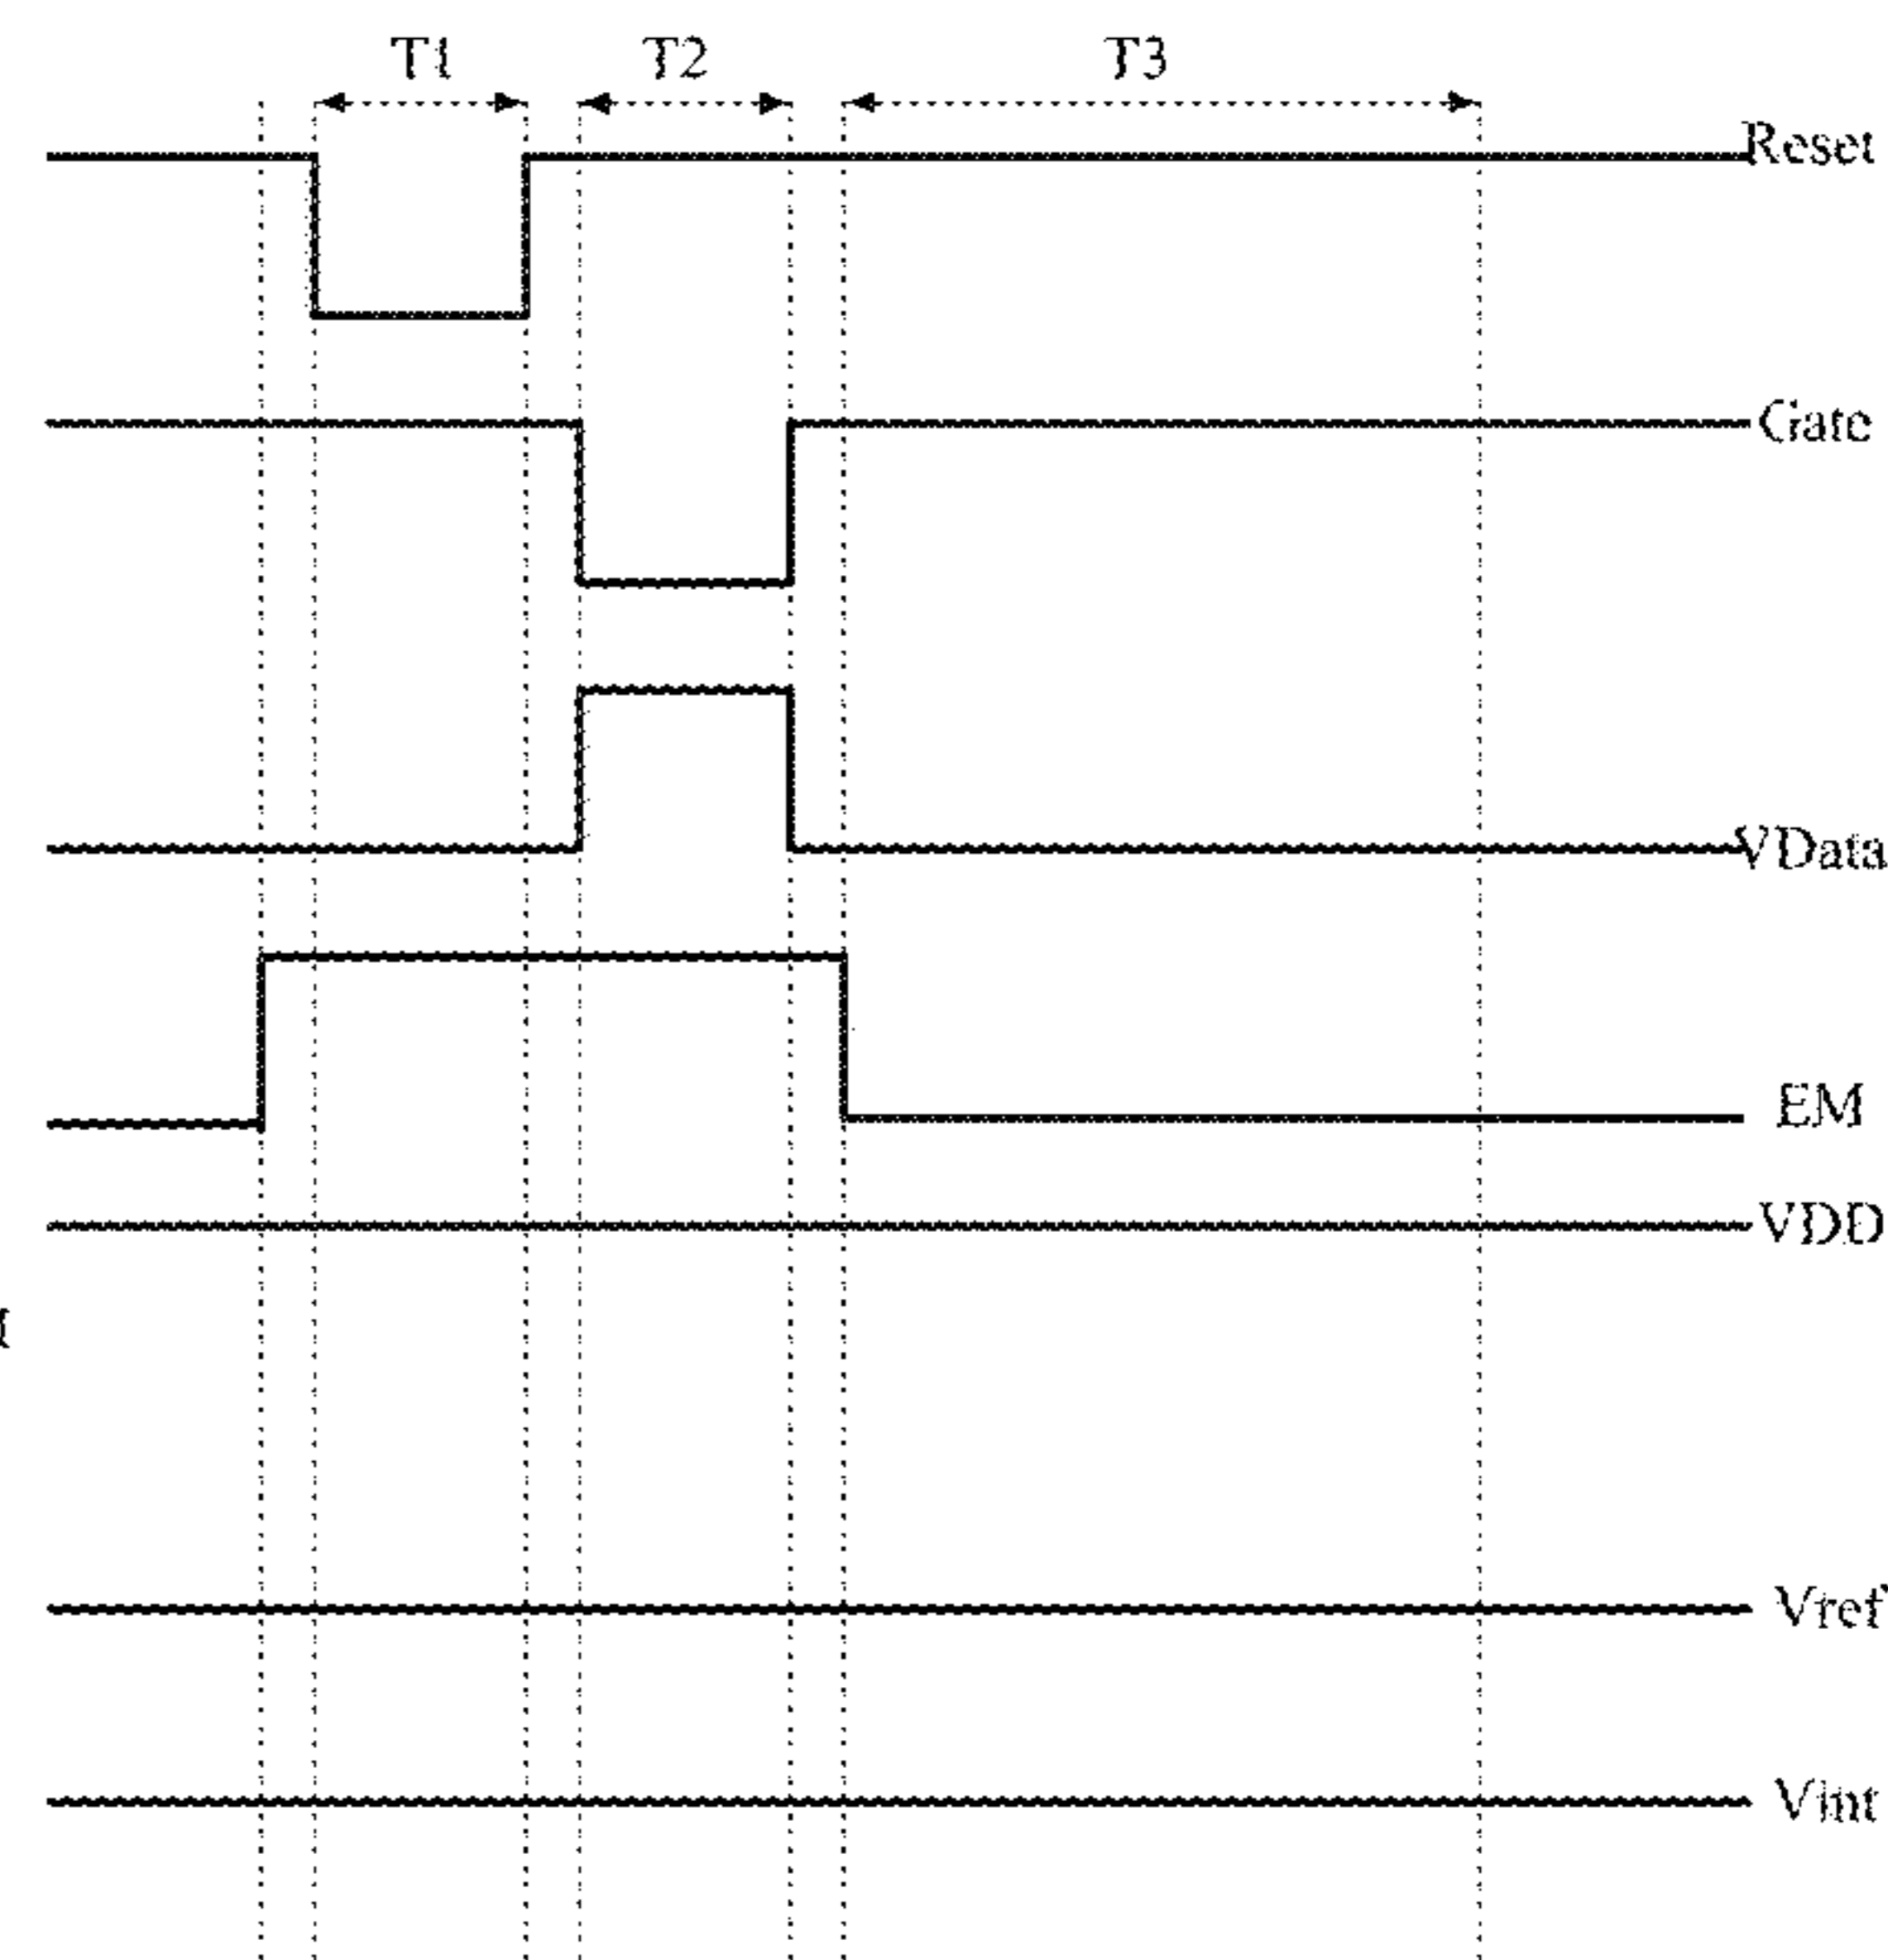 T1 T2 T3
Reset
Gate
VData
EM
VDD
Vref
Vint